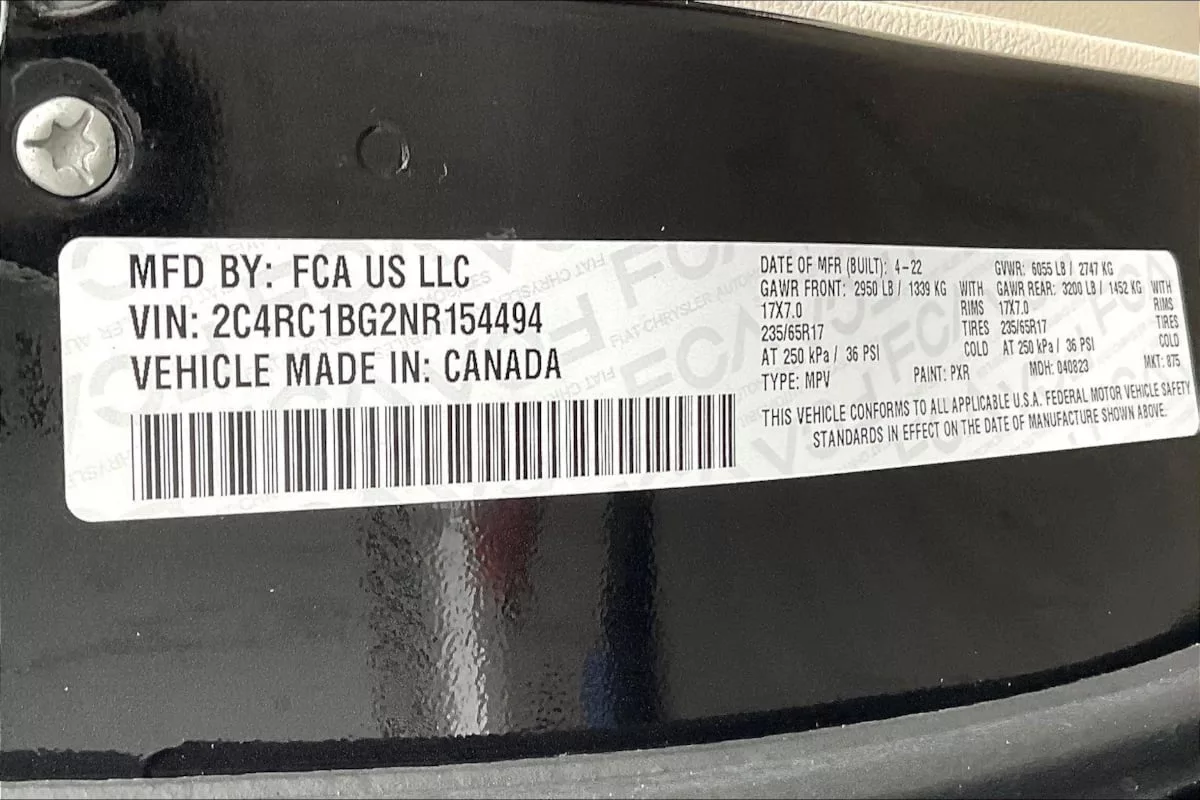 MFD BY: FCA US LLC
VIN: 2C4RC1BG2NR154494
VEHICLE MADE IN: CANADA
DATE OF MFR (BUILT): 4-22 GVWR: 6055 LB / 2747 KG
GAWR FRONT: 2950 LB / 1339 KG WITH GAWR REAR: 3200 LB / 1452 KG WITH
17X7.0 RIMS 17X7.0 RIMS
235/65R17 TIRES 235/65R17 TIRES
AT 250 kPa / 36 PSI COLD AT 250 kPa / 36 PSI COLD
TYPE: MPV PAINT: PXR MDH: 040823 MKT: 875
THIS VEHICLE CONFORMS TO ALL APPLICABLE U.S.A. FEDERAL MOTOR VEHICLE SAFETY
STANDARDS IN EFFECT ON THE DATE OF MANUFACTURE SHOWN ABOVE.